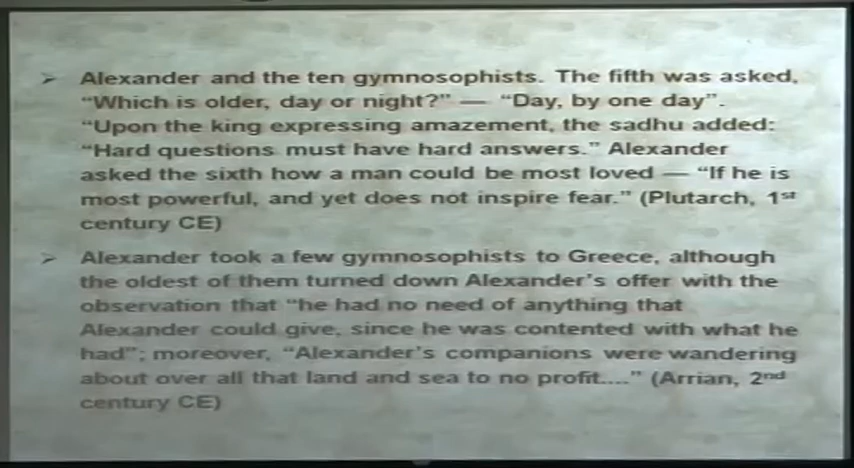 ➢ Alexander and the ten gymnosophists. The fifth was asked,
“Which is older, day or night?” — “Day, by one day”.
“Upon the king expressing amazement, the sadhu added:
“Hard questions must have hard answers.” Alexander
asked the sixth how a man could be most loved — “If he is
most powerful, and yet does not inspire fear.” (Plutarch, 1st
century CE)
➢ Alexander took a few gymnosophists to Greece, although
the oldest of them turned down Alexander’s offer with the
observation that “he had no need of anything that
Alexander could give, since he was contented with what he
had”; moreover, “Alexander’s companions were wandering
about over all that land and sea to no profit....” (Arrian, 2nd
century CE)